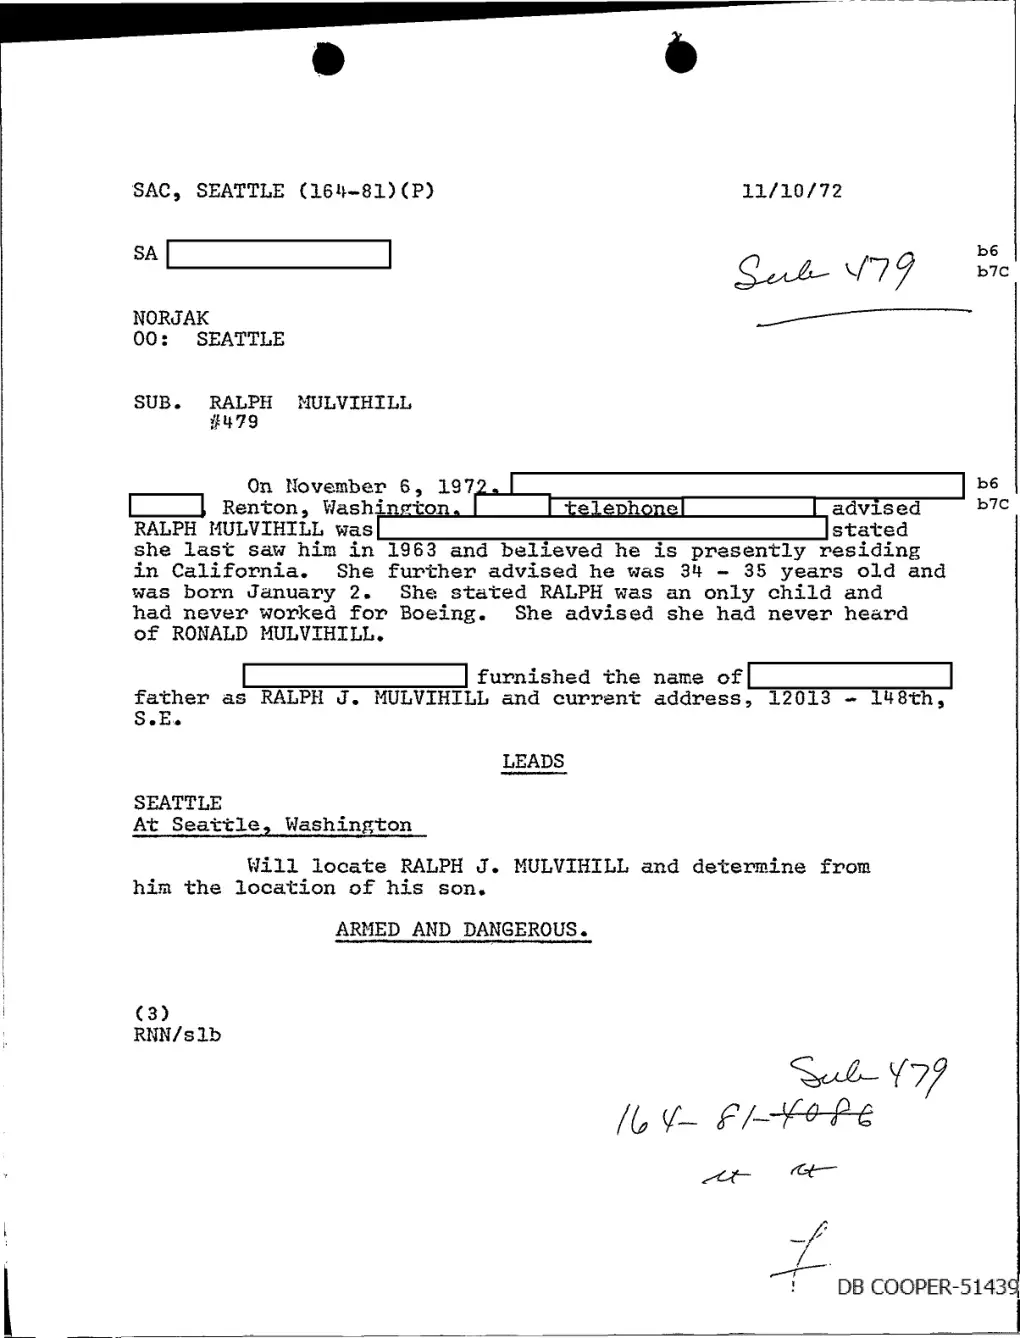 SAC, SEATTLE (164-81)(P) 11/10/72
SA
b6
b7C
Sub 479
NORJAK
OO: SEATTLE
SUB. RALPH MULVIHILL
#479
On November 6, 1972,
b6
, Renton, Washington, telephone advised
b7C
RALPH MULVIHILL was stated
she last saw him in 1963 and believed he is presently residing
in California. She further advised he was 34 - 35 years old and
was born January 2. She stated RALPH was an only child and
had never worked for Boeing. She advised she had never heard
of RONALD MULVIHILL.
furnished the name of
father as RALPH J. MULVIHILL and current address, 12013 - 148th,
S.E.
LEADS
SEATTLE
At Seattle, Washington
Will locate RALPH J. MULVIHILL and determine from
him the location of his son.
ARMED AND DANGEROUS.
(3)
RNN/slb
Sub 479
164-81-4086
DB COOPER-51439